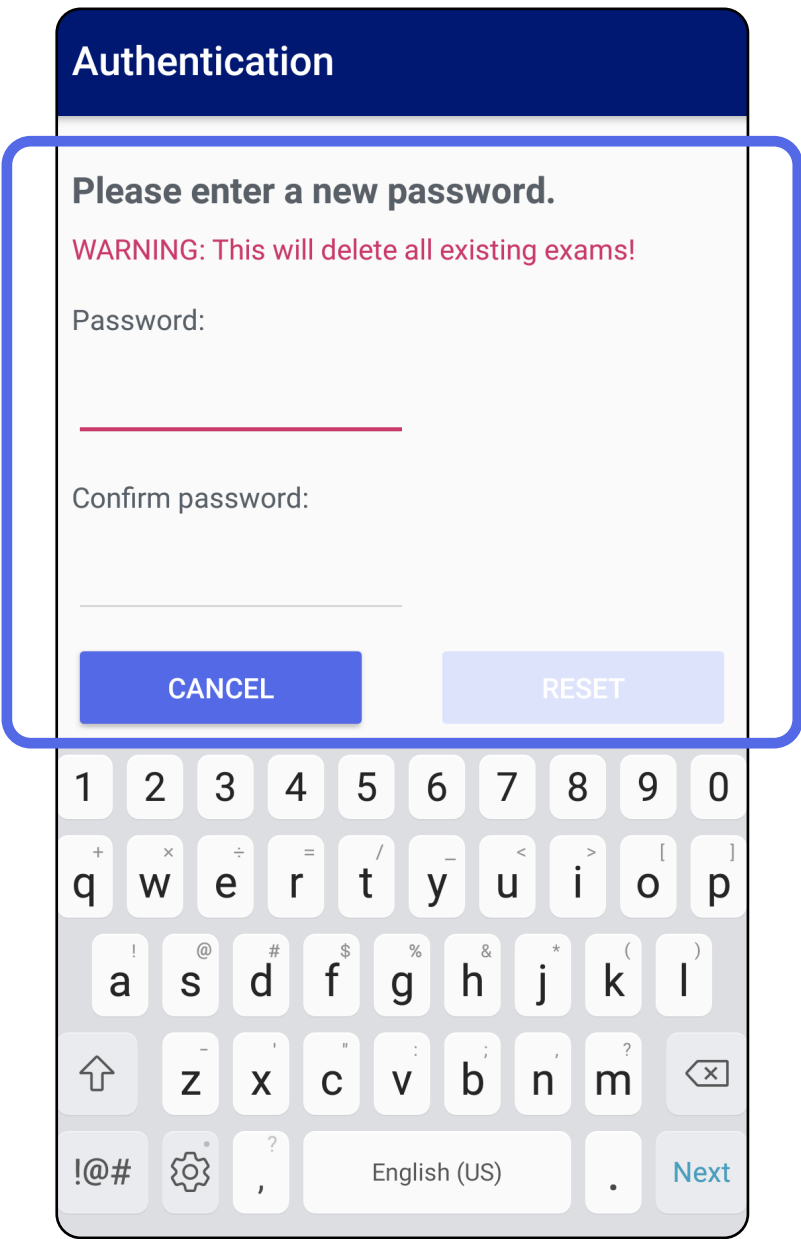 Authentication
Please enter a new password.
WARNING: This will delete all existing exams!
Password:
Confirm password:
CANCEL RESET
1 2 3 4 5 6 7 8 9 0
+ × ÷ = / _ < > [ ]
q w e r t y u i o p
! @ # $ % & * ( )
a s d f g h j k l
- ' " : ; , ?
z x c v b n m
?
!@# , English (US) . Next